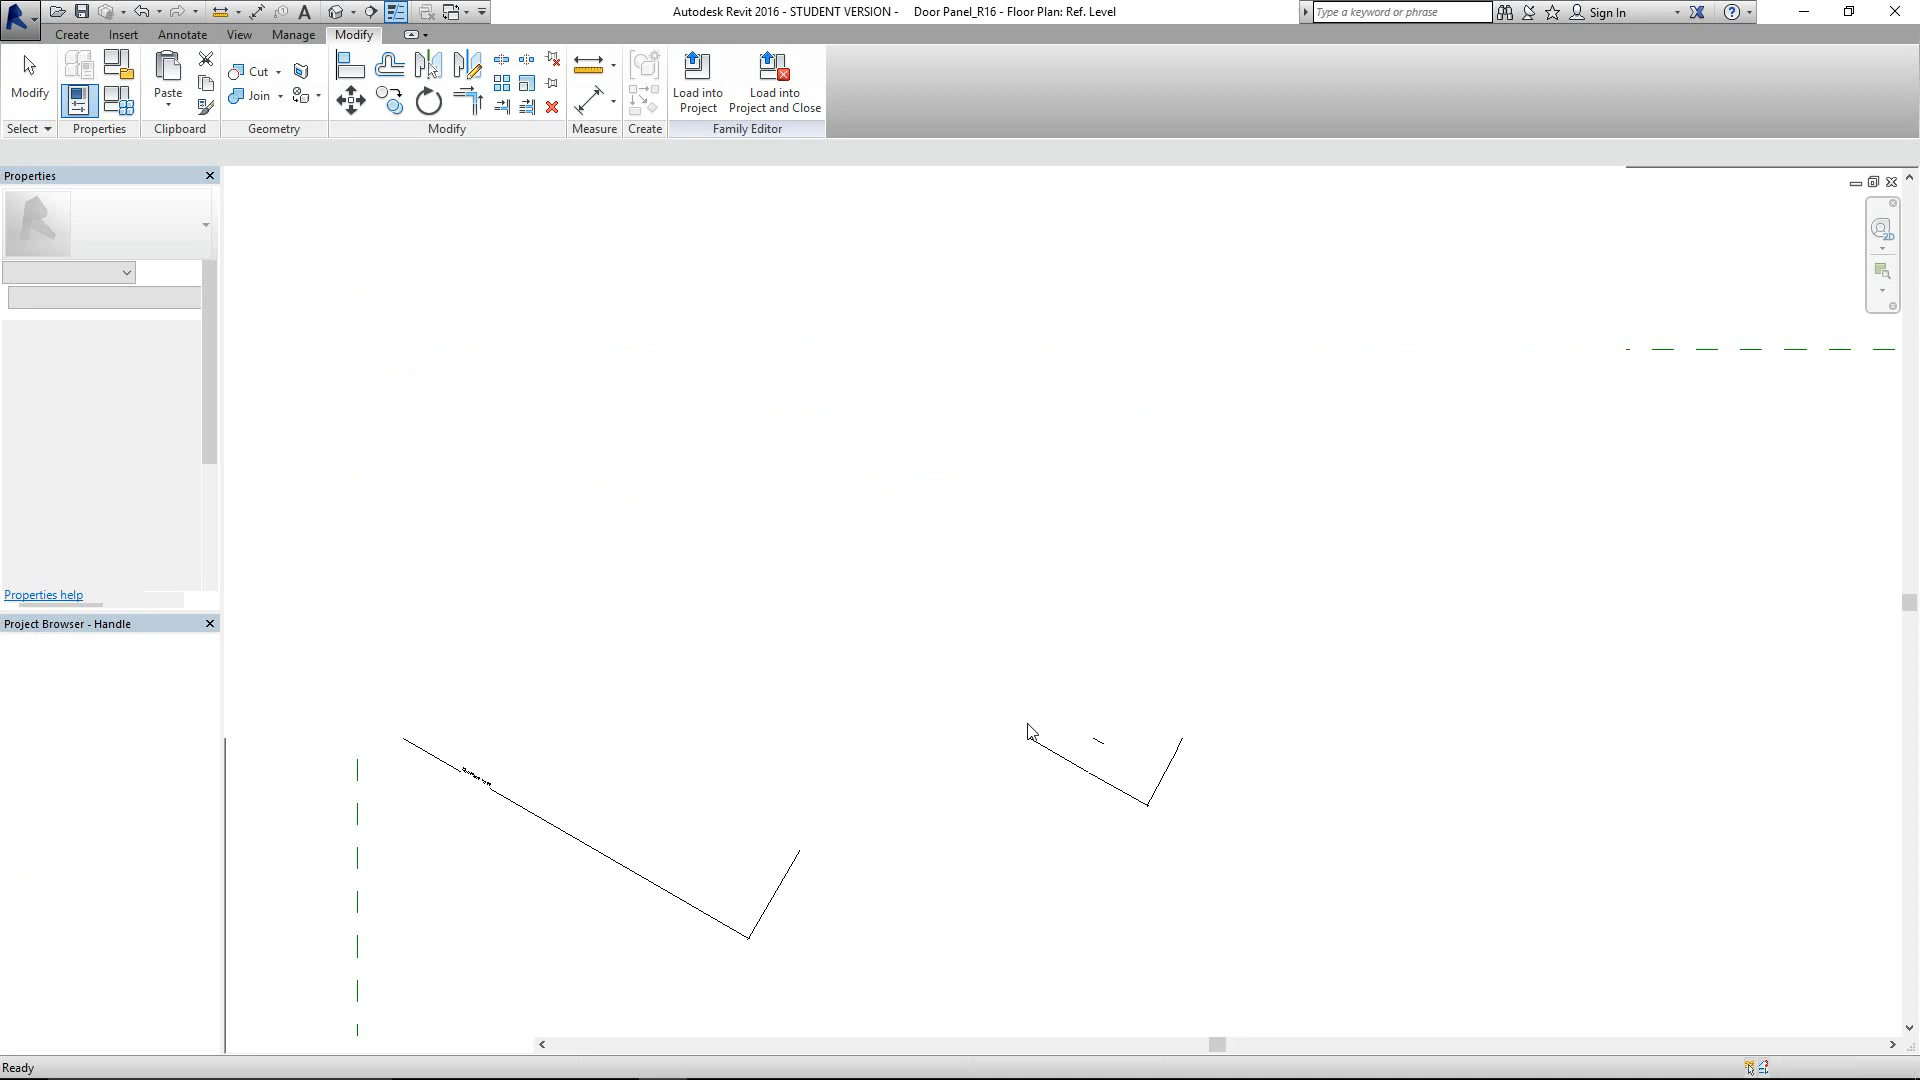 Autodesk Revit 2016 - STUDENT VERSION - Door Panel_R16 - Floor Plan: Ref. Level
Type a keyword or phrase
Sign In
Create Insert Annotate View Manage Modify
Modify
Paste
Cut
Join
Load into Project
Load into Project and Close
Select Properties Clipboard Geometry Modify Measure Create Family Editor
Properties
2D
Properties help
Project Browser - Handle
Ready